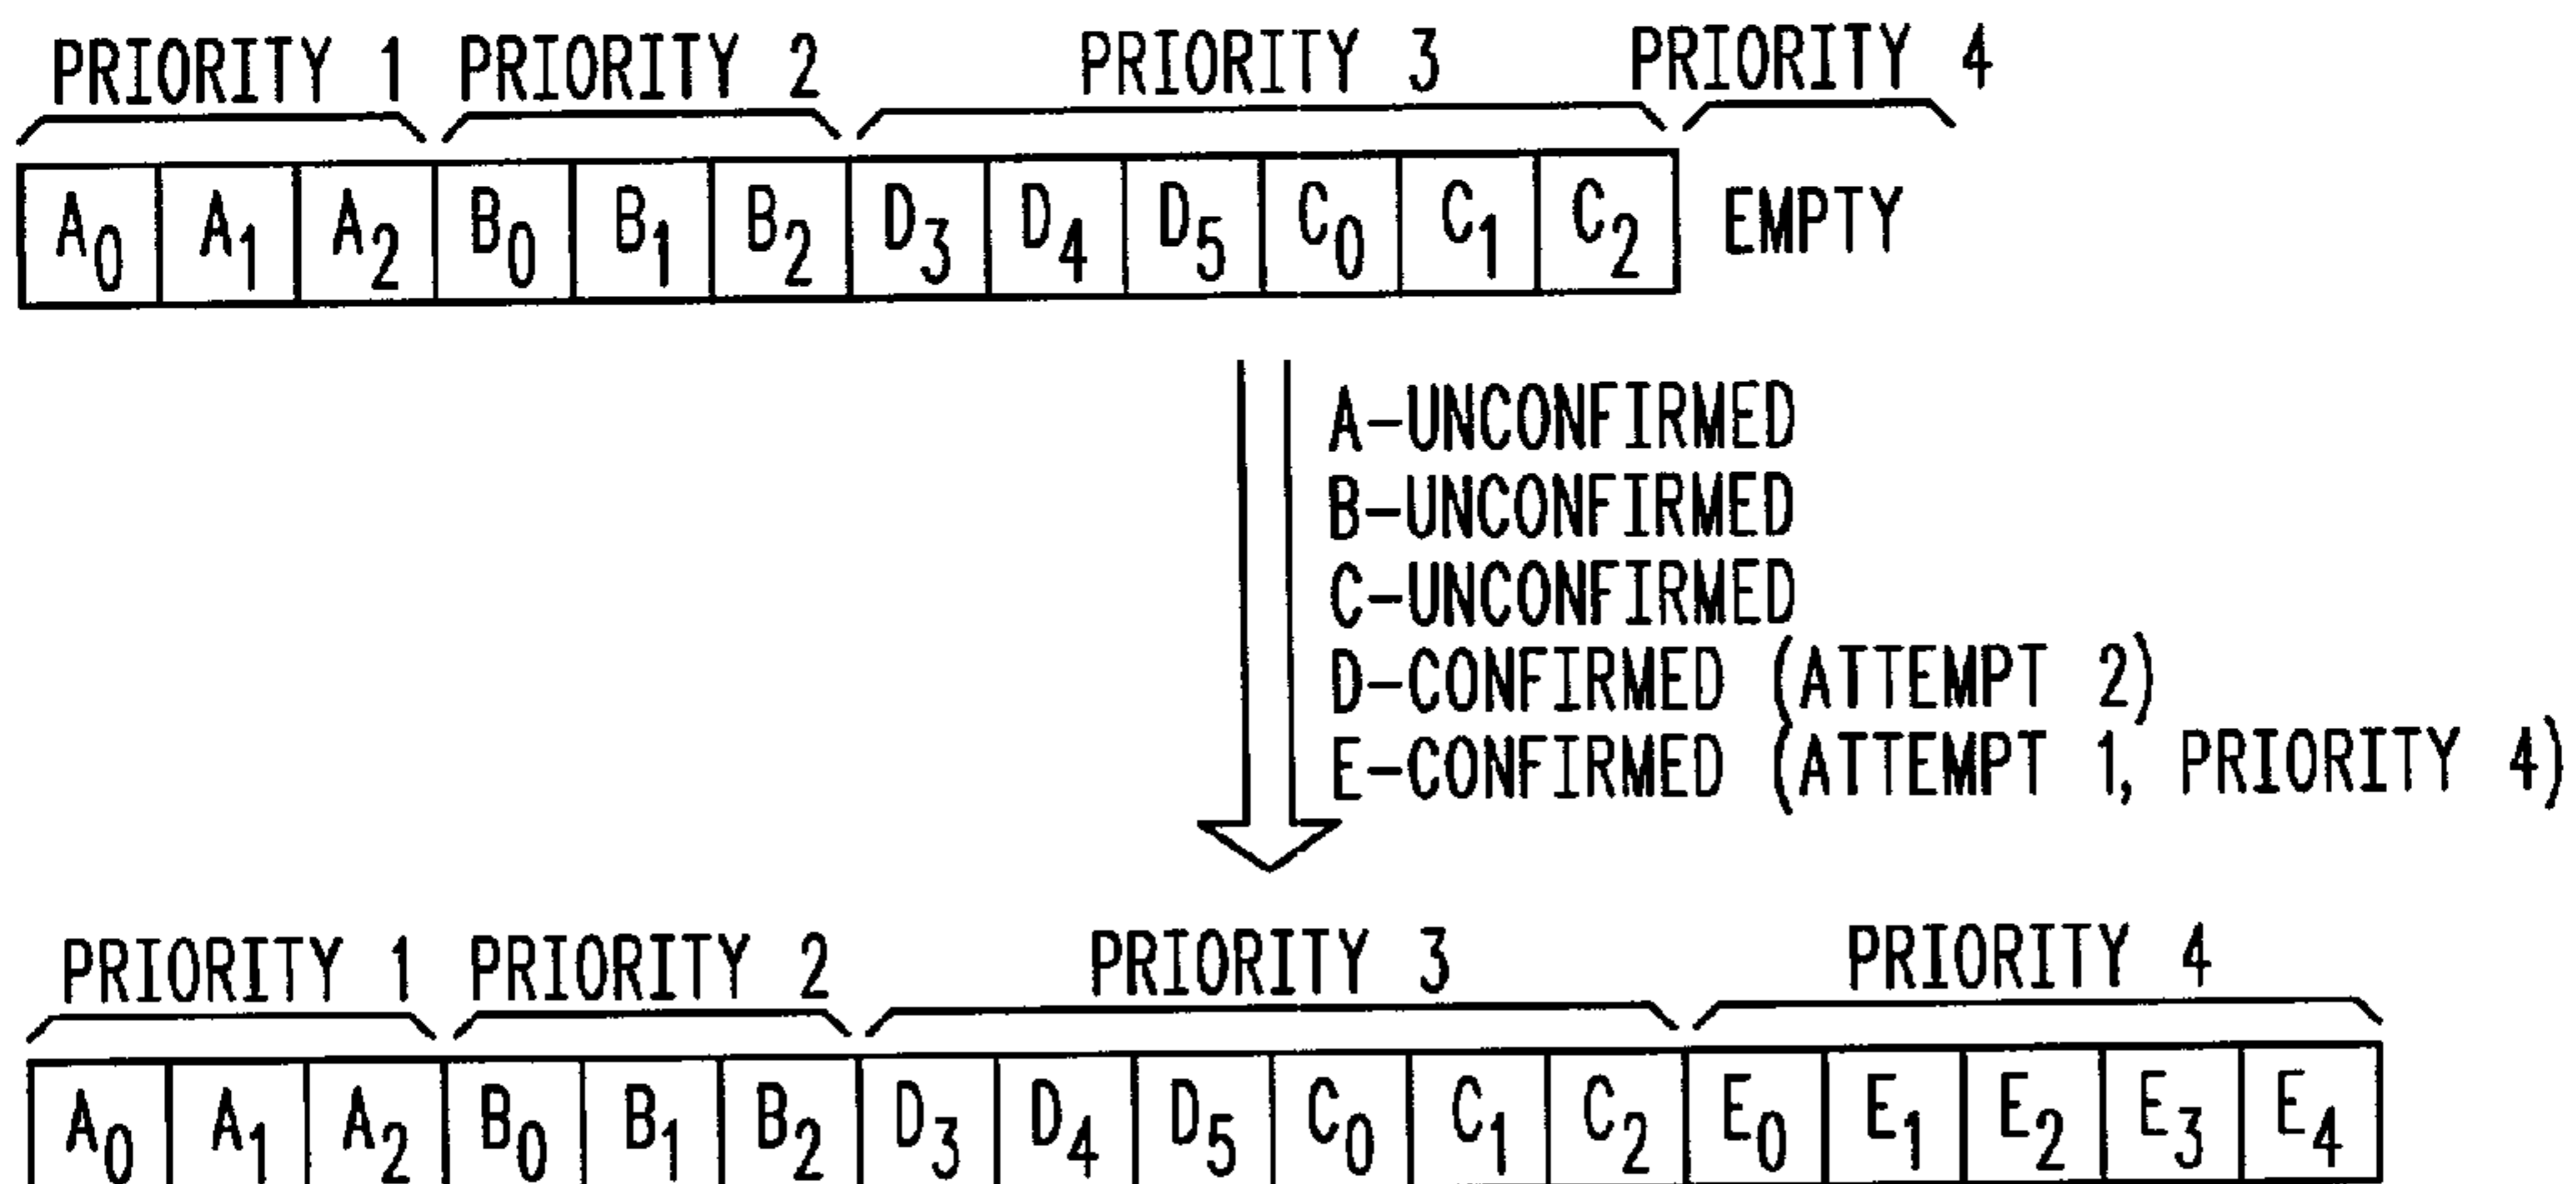 PRIORITY 1 PRIORITY 2 PRIORITY 3 PRIORITY 4
A0 A1 A2 B0 B1 B2 D3 D4 D5 C0 C1 C2 EMPTY
A-UNCONFIRMED
B-UNCONFIRMED
C-UNCONFIRMED
D-CONFIRMED (ATTEMPT 2)
E-CONFIRMED (ATTEMPT 1, PRIORITY 4)
PRIORITY 1 PRIORITY 2 PRIORITY 3 PRIORITY 4
A0 A1 A2 B0 B1 B2 D3 D4 D5 C0 C1 C2 E0 E1 E2 E3 E4